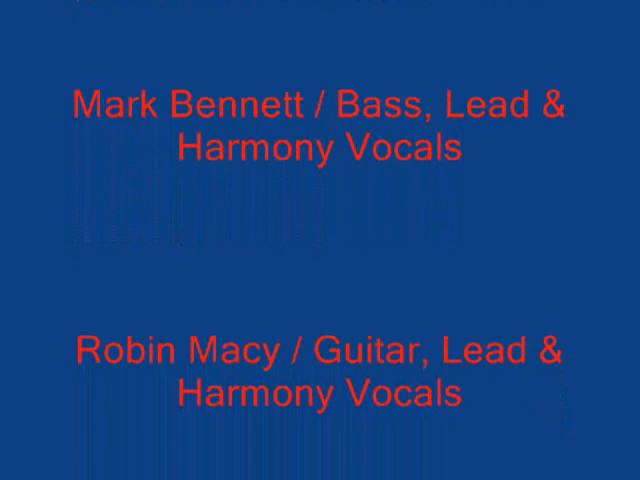 Mark Bennett / Bass, Lead &
Harmony Vocals
Robin Macy / Guitar, Lead &
Harmony Vocals